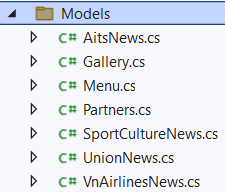 Models
C# AitsNews.cs
C# Gallery.cs
C# Menu.cs
C# Partners.cs
C# SportCultureNews.cs
C# UnionNews.cs
C# VnAirlinesNews.cs